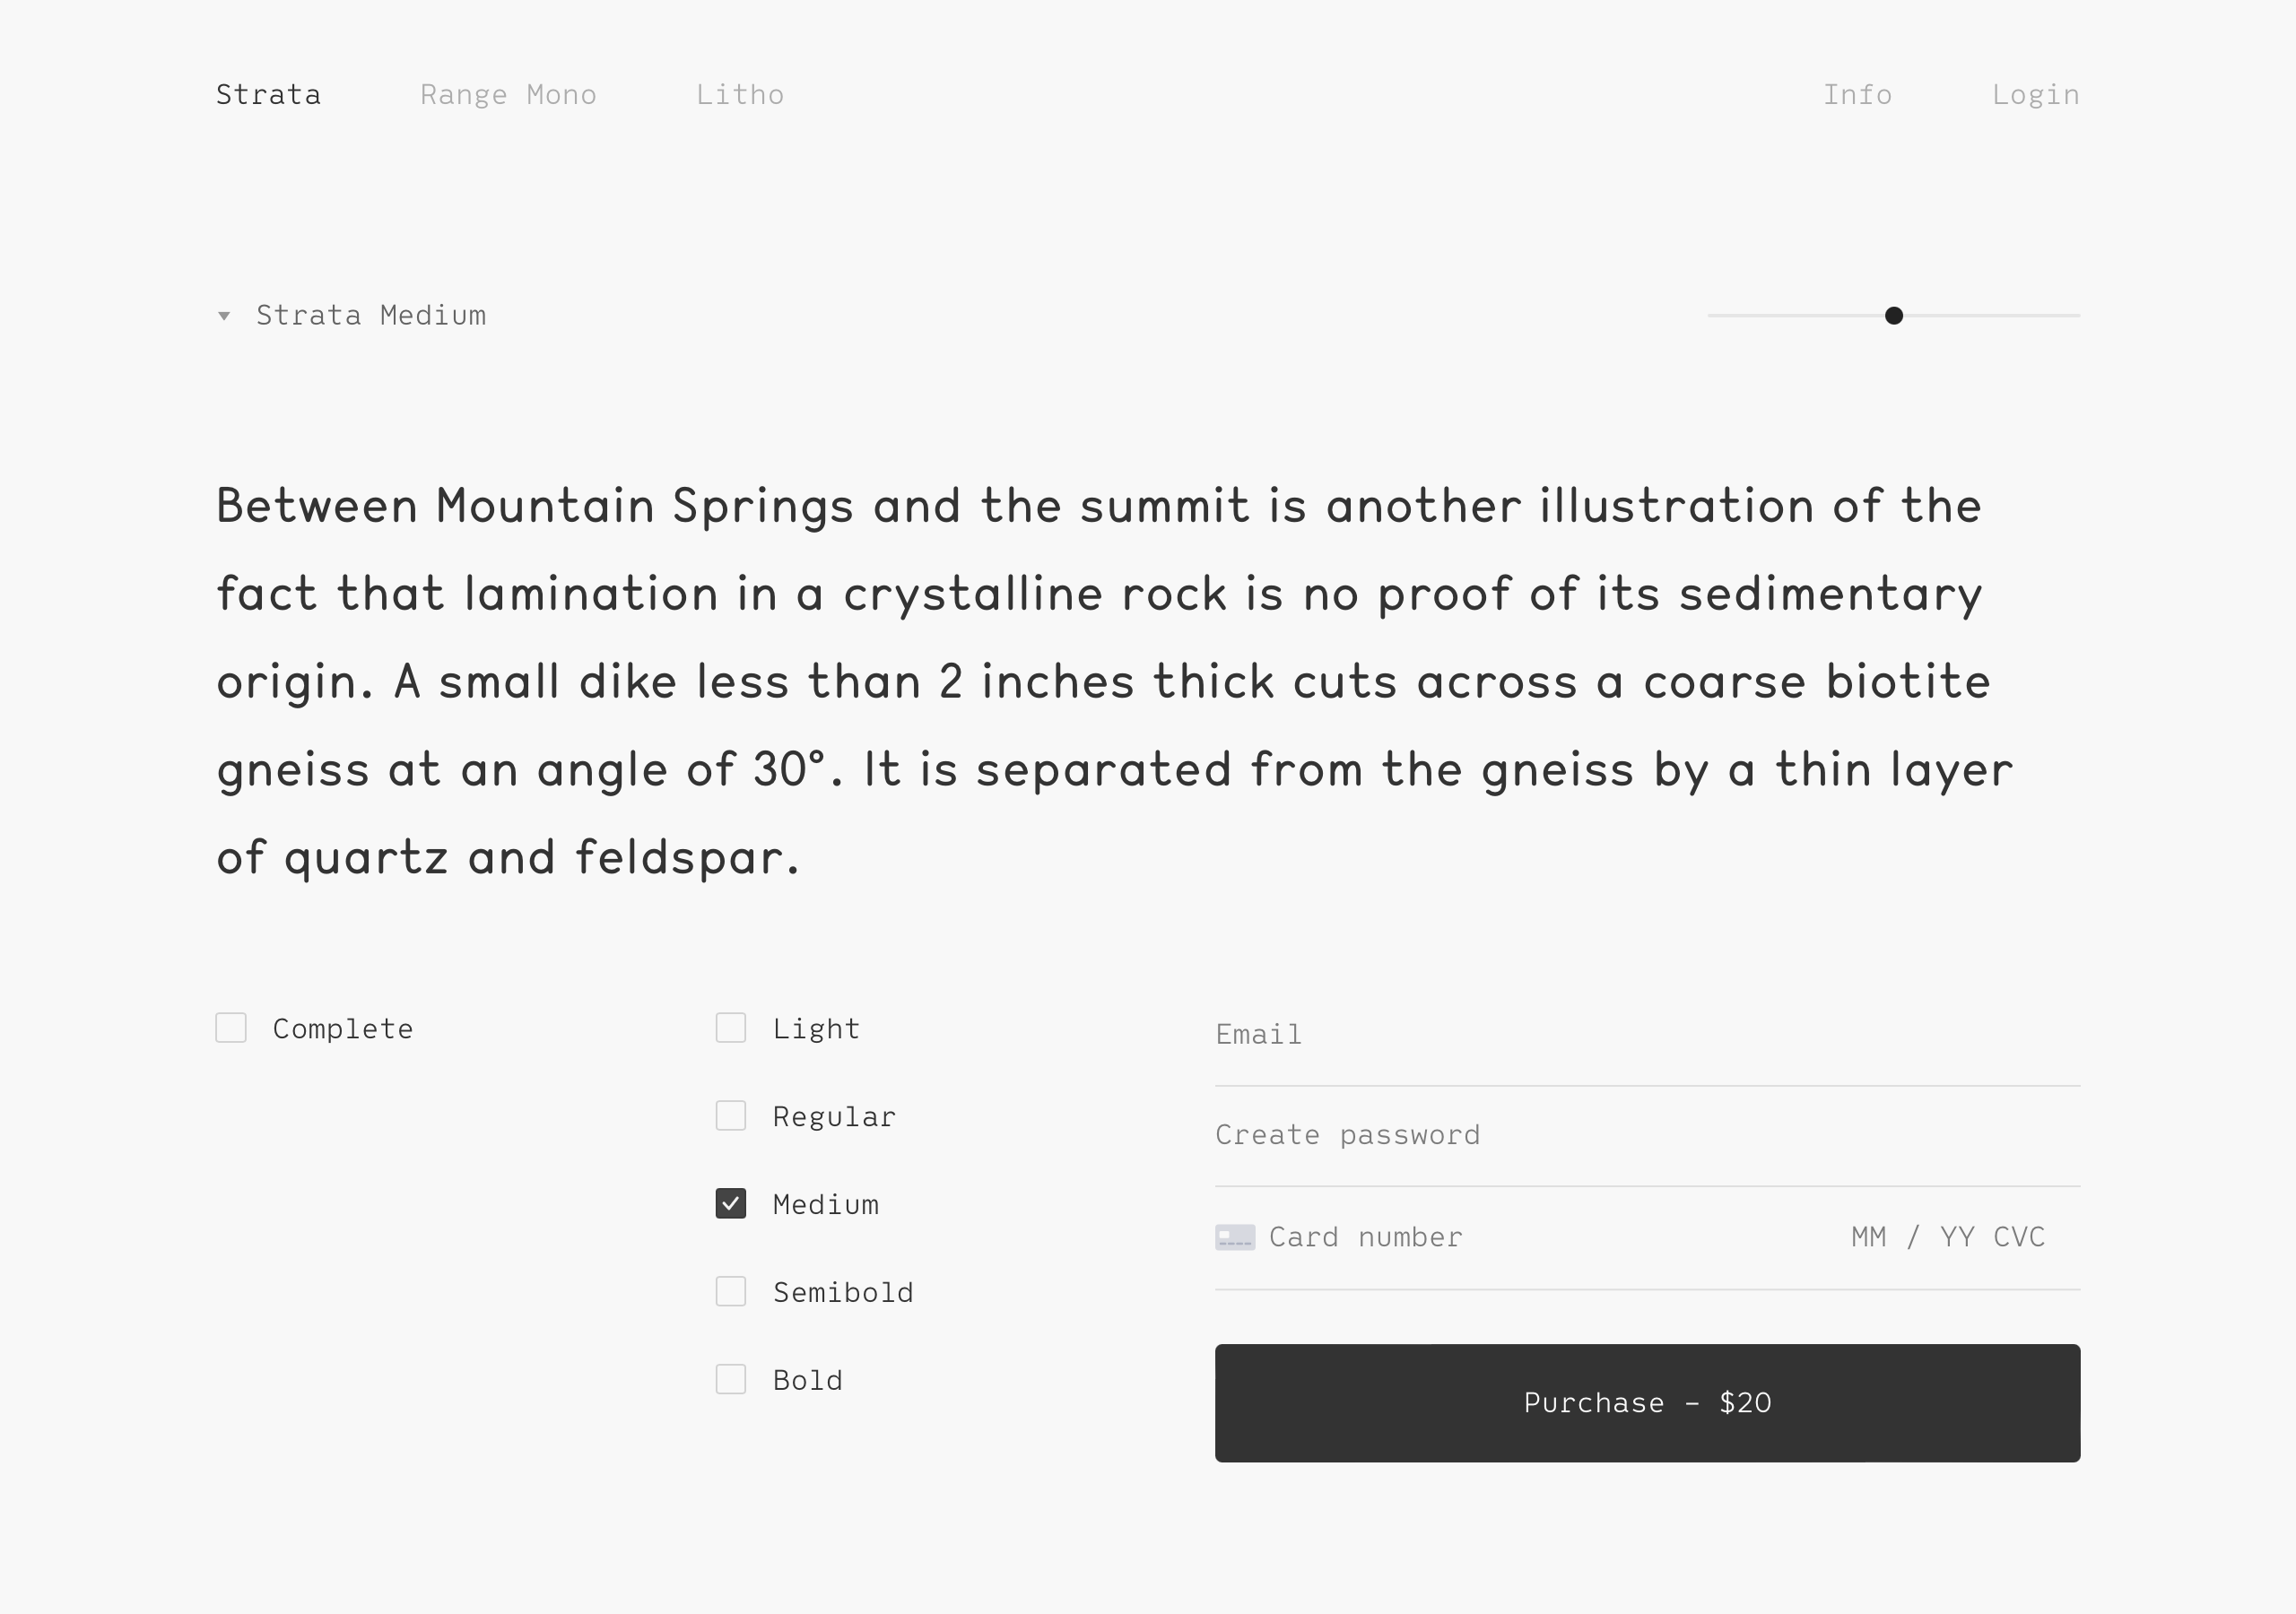 Strata Range Mono Litho Info Login
Strata Medium
Between Mountain Springs and the summit is another illustration of the
fact that lamination in a crystalline rock is no proof of its sedimentary
origin. A small dike less than 2 inches thick cuts across a coarse biotite
gneiss at an angle of 30°. It is separated from the gneiss by a thin layer
of quartz and feldspar.
Complete
Light
Regular
Medium
Semibold
Bold
Email
Create password
Card number MM / YY CVC
Purchase – $20